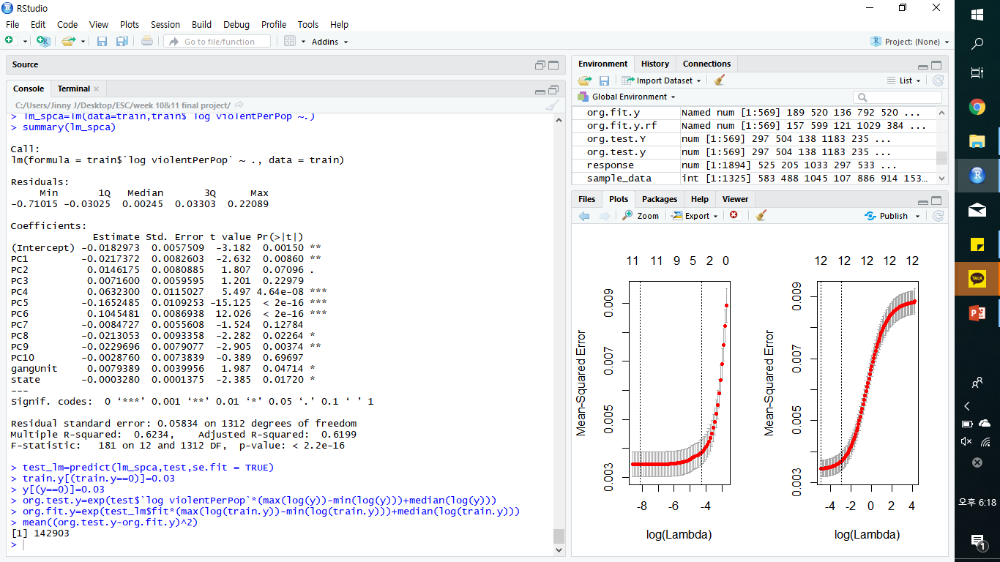 RStudio
File Edit Code View Plots Session Build Debug Profile Tools Help
Go to file/function Addins Project: (None)
Source
Console Terminal
C:/Users/Jinny J/Desktop/ESC/week 10&11 final project/
> lm_spca=lm(data=train,train$`log violentPerPop`~.)
> summary(lm_spca)
Call:
lm(formula = train$`log violentPerPop` ~ ., data = train)
Residuals:
Min 1Q Median 3Q Max
-0.71015 -0.03025 0.00245 0.03303 0.22089
Coefficients:
Estimate Std. Error t value Pr(>|t|)
(Intercept) -0.0182973 0.0057509 -3.182 0.00150 **
PC1 -0.0217372 0.0082603 -2.632 0.00860 **
PC2 0.0146175 0.0080885 1.807 0.07096 .
PC3 0.0071600 0.0059595 1.201 0.22979
PC4 0.0632300 0.0115027 5.497 4.64e-08 ***
PC5 -0.1652485 0.0109253 -15.125 < 2e-16 ***
PC6 0.1045481 0.0086938 12.026 < 2e-16 ***
PC7 -0.0084727 0.0055608 -1.524 0.12784
PC8 -0.0213053 0.0093358 -2.282 0.02264 *
PC9 -0.0229696 0.0079077 -2.905 0.00374 **
PC10 -0.0028760 0.0073839 -0.389 0.69697
gangUnit 0.0079389 0.0039956 1.987 0.04714 *
state -0.0003280 0.0001375 -2.385 0.01720 *
---
Signif. codes: 0 ‘***’ 0.001 ‘**’ 0.01 ‘*’ 0.05 ‘.’ 0.1 ‘ ’ 1
Residual standard error: 0.05834 on 1312 degrees of freedom
Multiple R-squared: 0.6234, Adjusted R-squared: 0.6199
F-statistic: 181 on 12 and 1312 DF, p-value: < 2.2e-16
> test_lm=predict(lm_spca,test,se.fit = TRUE)
> train.y[(train.y==0)]=0.03
> y[(y==0)]=0.03
> org.test.y=exp(test$`log violentPerPop`*(max(log(y))-min(log(y)))+median(log(y)))
> org.fit.y=exp(test_lm$fit*(max(log(train.y))-min(log(train.y)))+median(log(train.y)))
> mean((org.test.y-org.fit.y)^2)
[1] 142903
>
Environment History Connections
Import Dataset List
Global Environment
org.fit.y Named num [1:569] 189 520 136 792 520 ...
org.fit.y.rf Named num [1:569] 157 599 121 1029 384 ...
org.test.Y num [1:569] 297 504 138 1183 235 ...
org.test.y num [1:569] 297 504 138 1183 235 ...
response num [1:1894] 525 205 1033 297 533 ...
sample_data int [1:1325] 583 488 1045 107 886 914 153…
Files Plots Packages Help Viewer
Zoom Export Publish
11 11 9 5 2 0
Mean-Squared Error
0.003 0.005 0.007 0.009
-8 -6 -4
log(Lambda)
12 12 12 12 12
Mean-Squared Error
0.003 0.005 0.007 0.009
-4 -2 0 2 4
log(Lambda)
TALK
오후 6:18
1